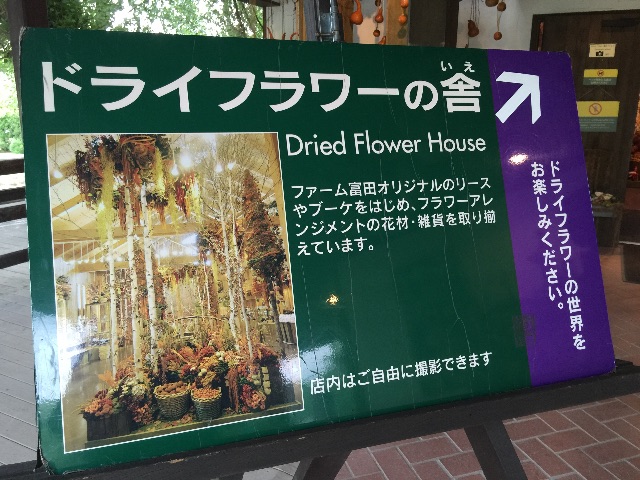 ドライフラワーの舎
いえ
Dried Flower House
ファーム富田オリジナルのリース
やブーケをはじめ、フラワーアレ
ンジメントの花材・雑貨を取り揃
えています。
店内はご自由に撮影できます
ドライフラワーの世界を
お楽しみください。